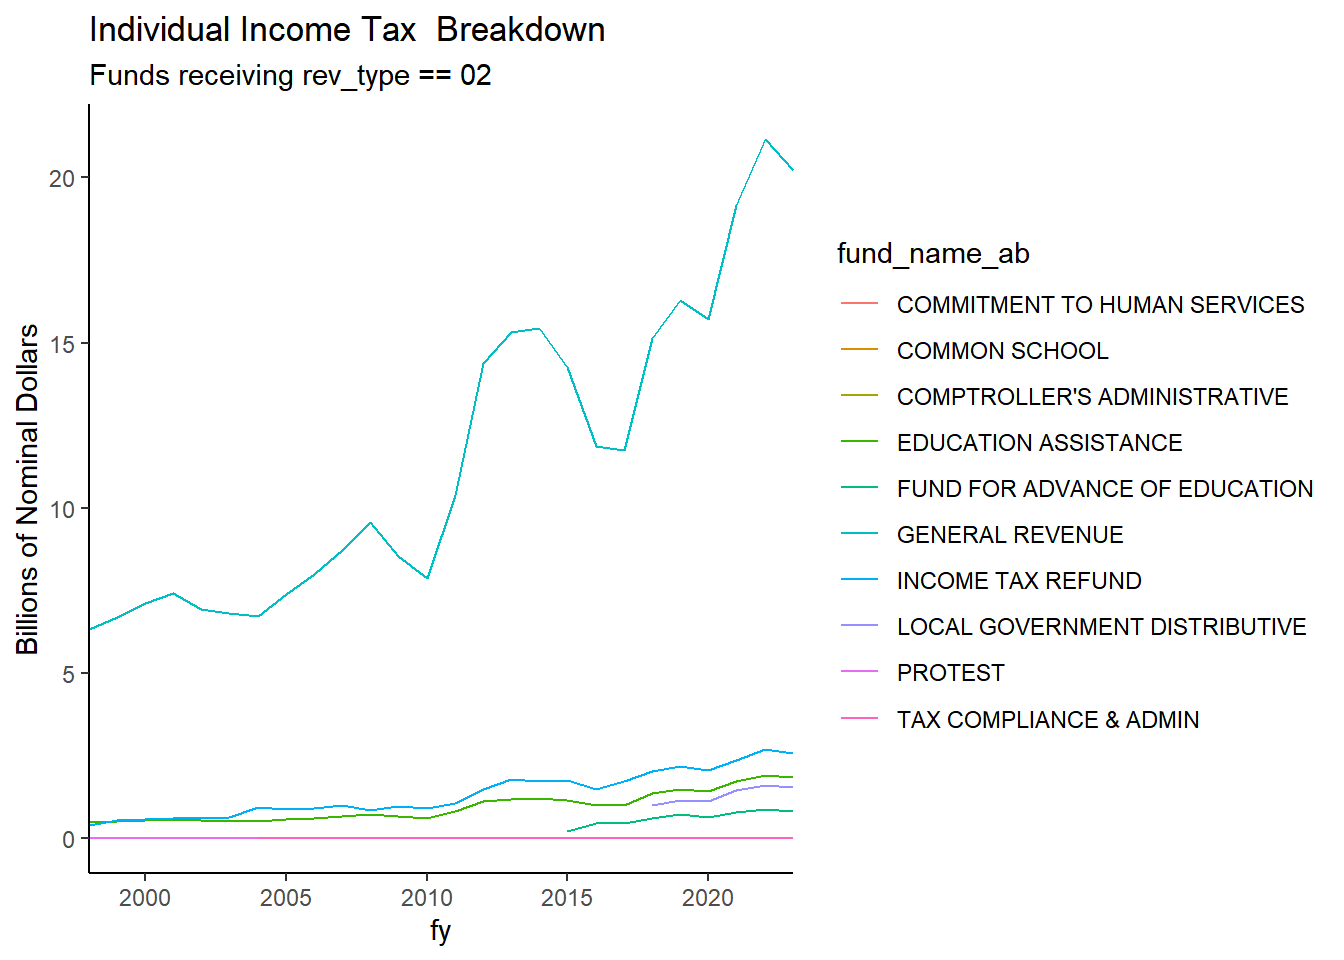 Individual Income Tax  Breakdown
Funds receiving rev_type == 02
Billions of Nominal Dollars
20
15
10
5
0
2000 2005 2010 2015 2020
fy
fund_name_ab
COMMITMENT TO HUMAN SERVICES
COMMON SCHOOL
COMPTROLLER'S ADMINISTRATIVE
EDUCATION ASSISTANCE
FUND FOR ADVANCE OF EDUCATION
GENERAL REVENUE
INCOME TAX REFUND
LOCAL GOVERNMENT DISTRIBUTIVE
PROTEST
TAX COMPLIANCE & ADMIN